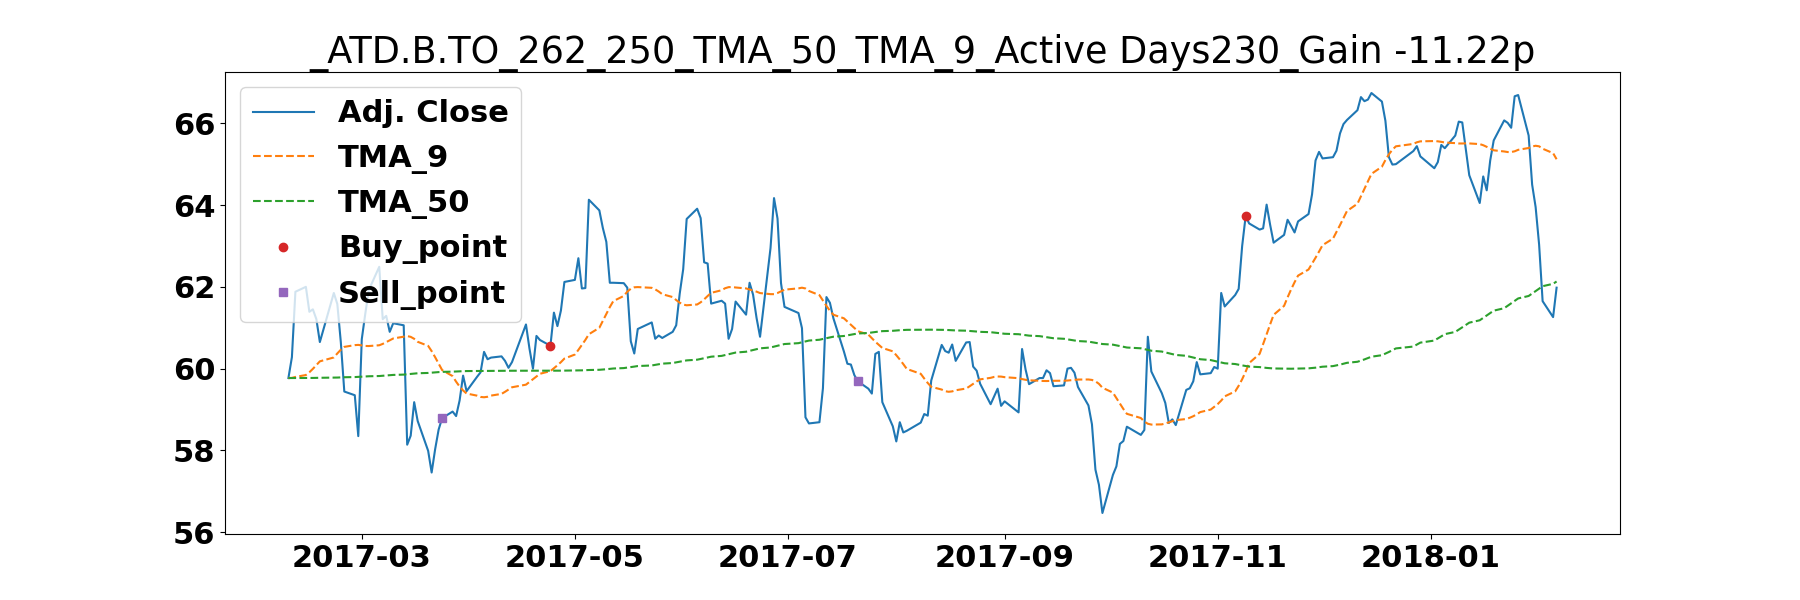 _ATD.B.TO_262_250_TMA_50_TMA_9_Active Days230_Gain -11.22p
Adj. Close
TMA_9
TMA_50
Buy_point
Sell_point
66
64
62
60
58
56
2017-03 2017-05 2017-07 2017-09 2017-11 2018-01